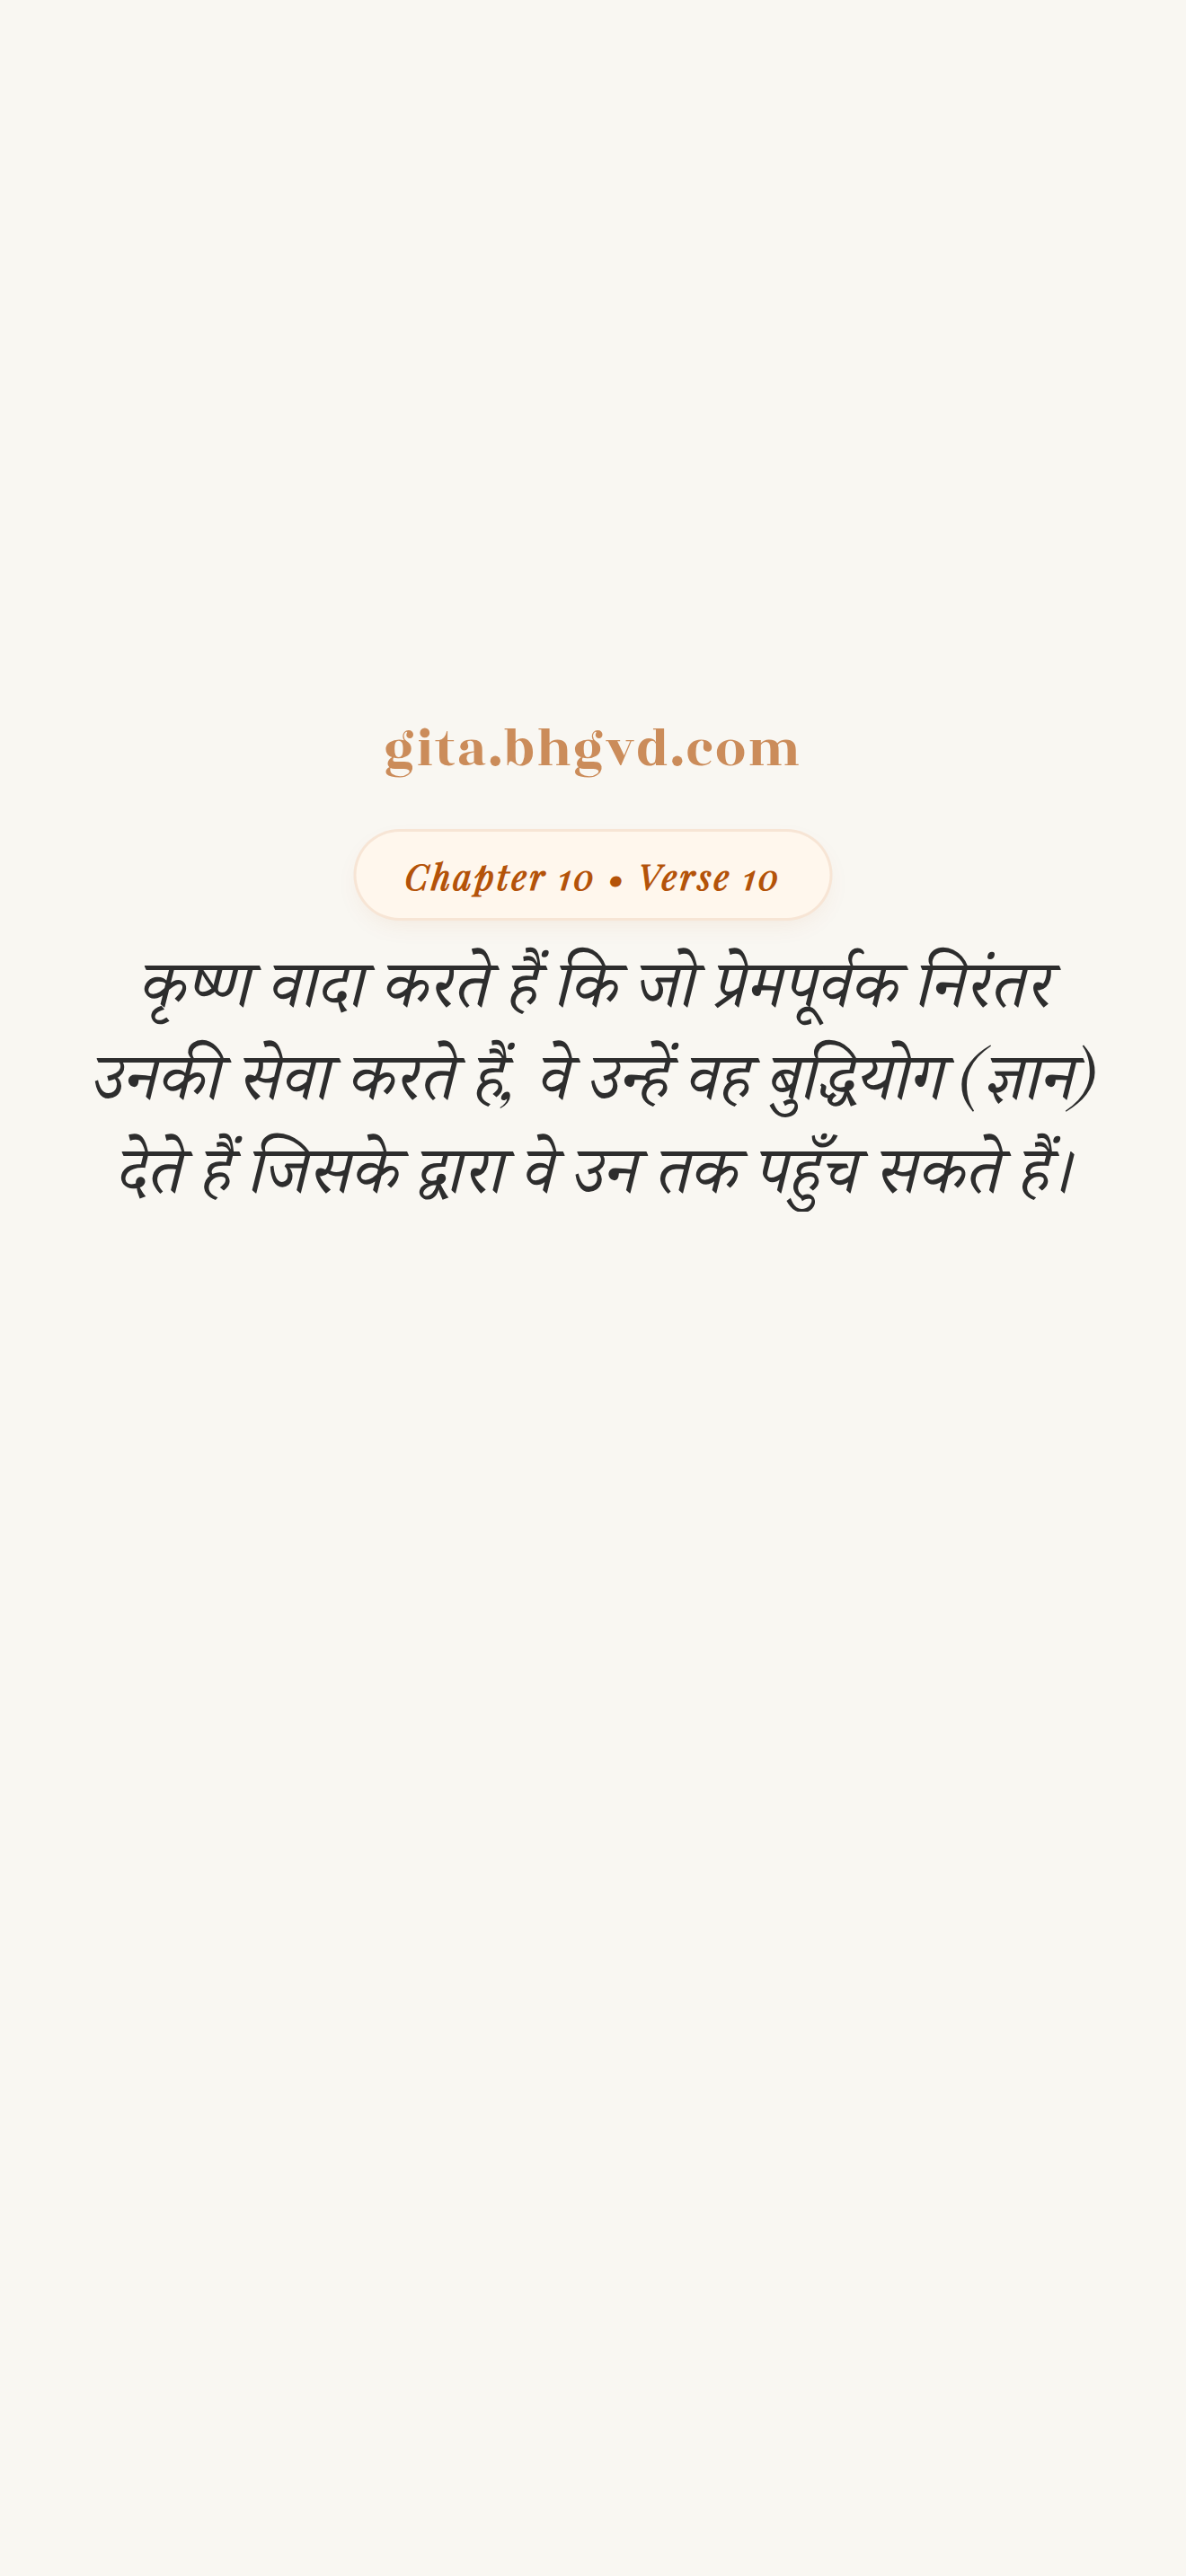 gita.bhgvd.com
Chapter 10 • Verse 10
कृष्ण वादा करते हैं कि जो प्रेमपूर्वक निरंतर
उनकी सेवा करते हैं, वे उन्हें वह बुद्धियोग (ज्ञान)
देते हैं जिसके द्वारा वे उन तक पहुँच सकते हैं।